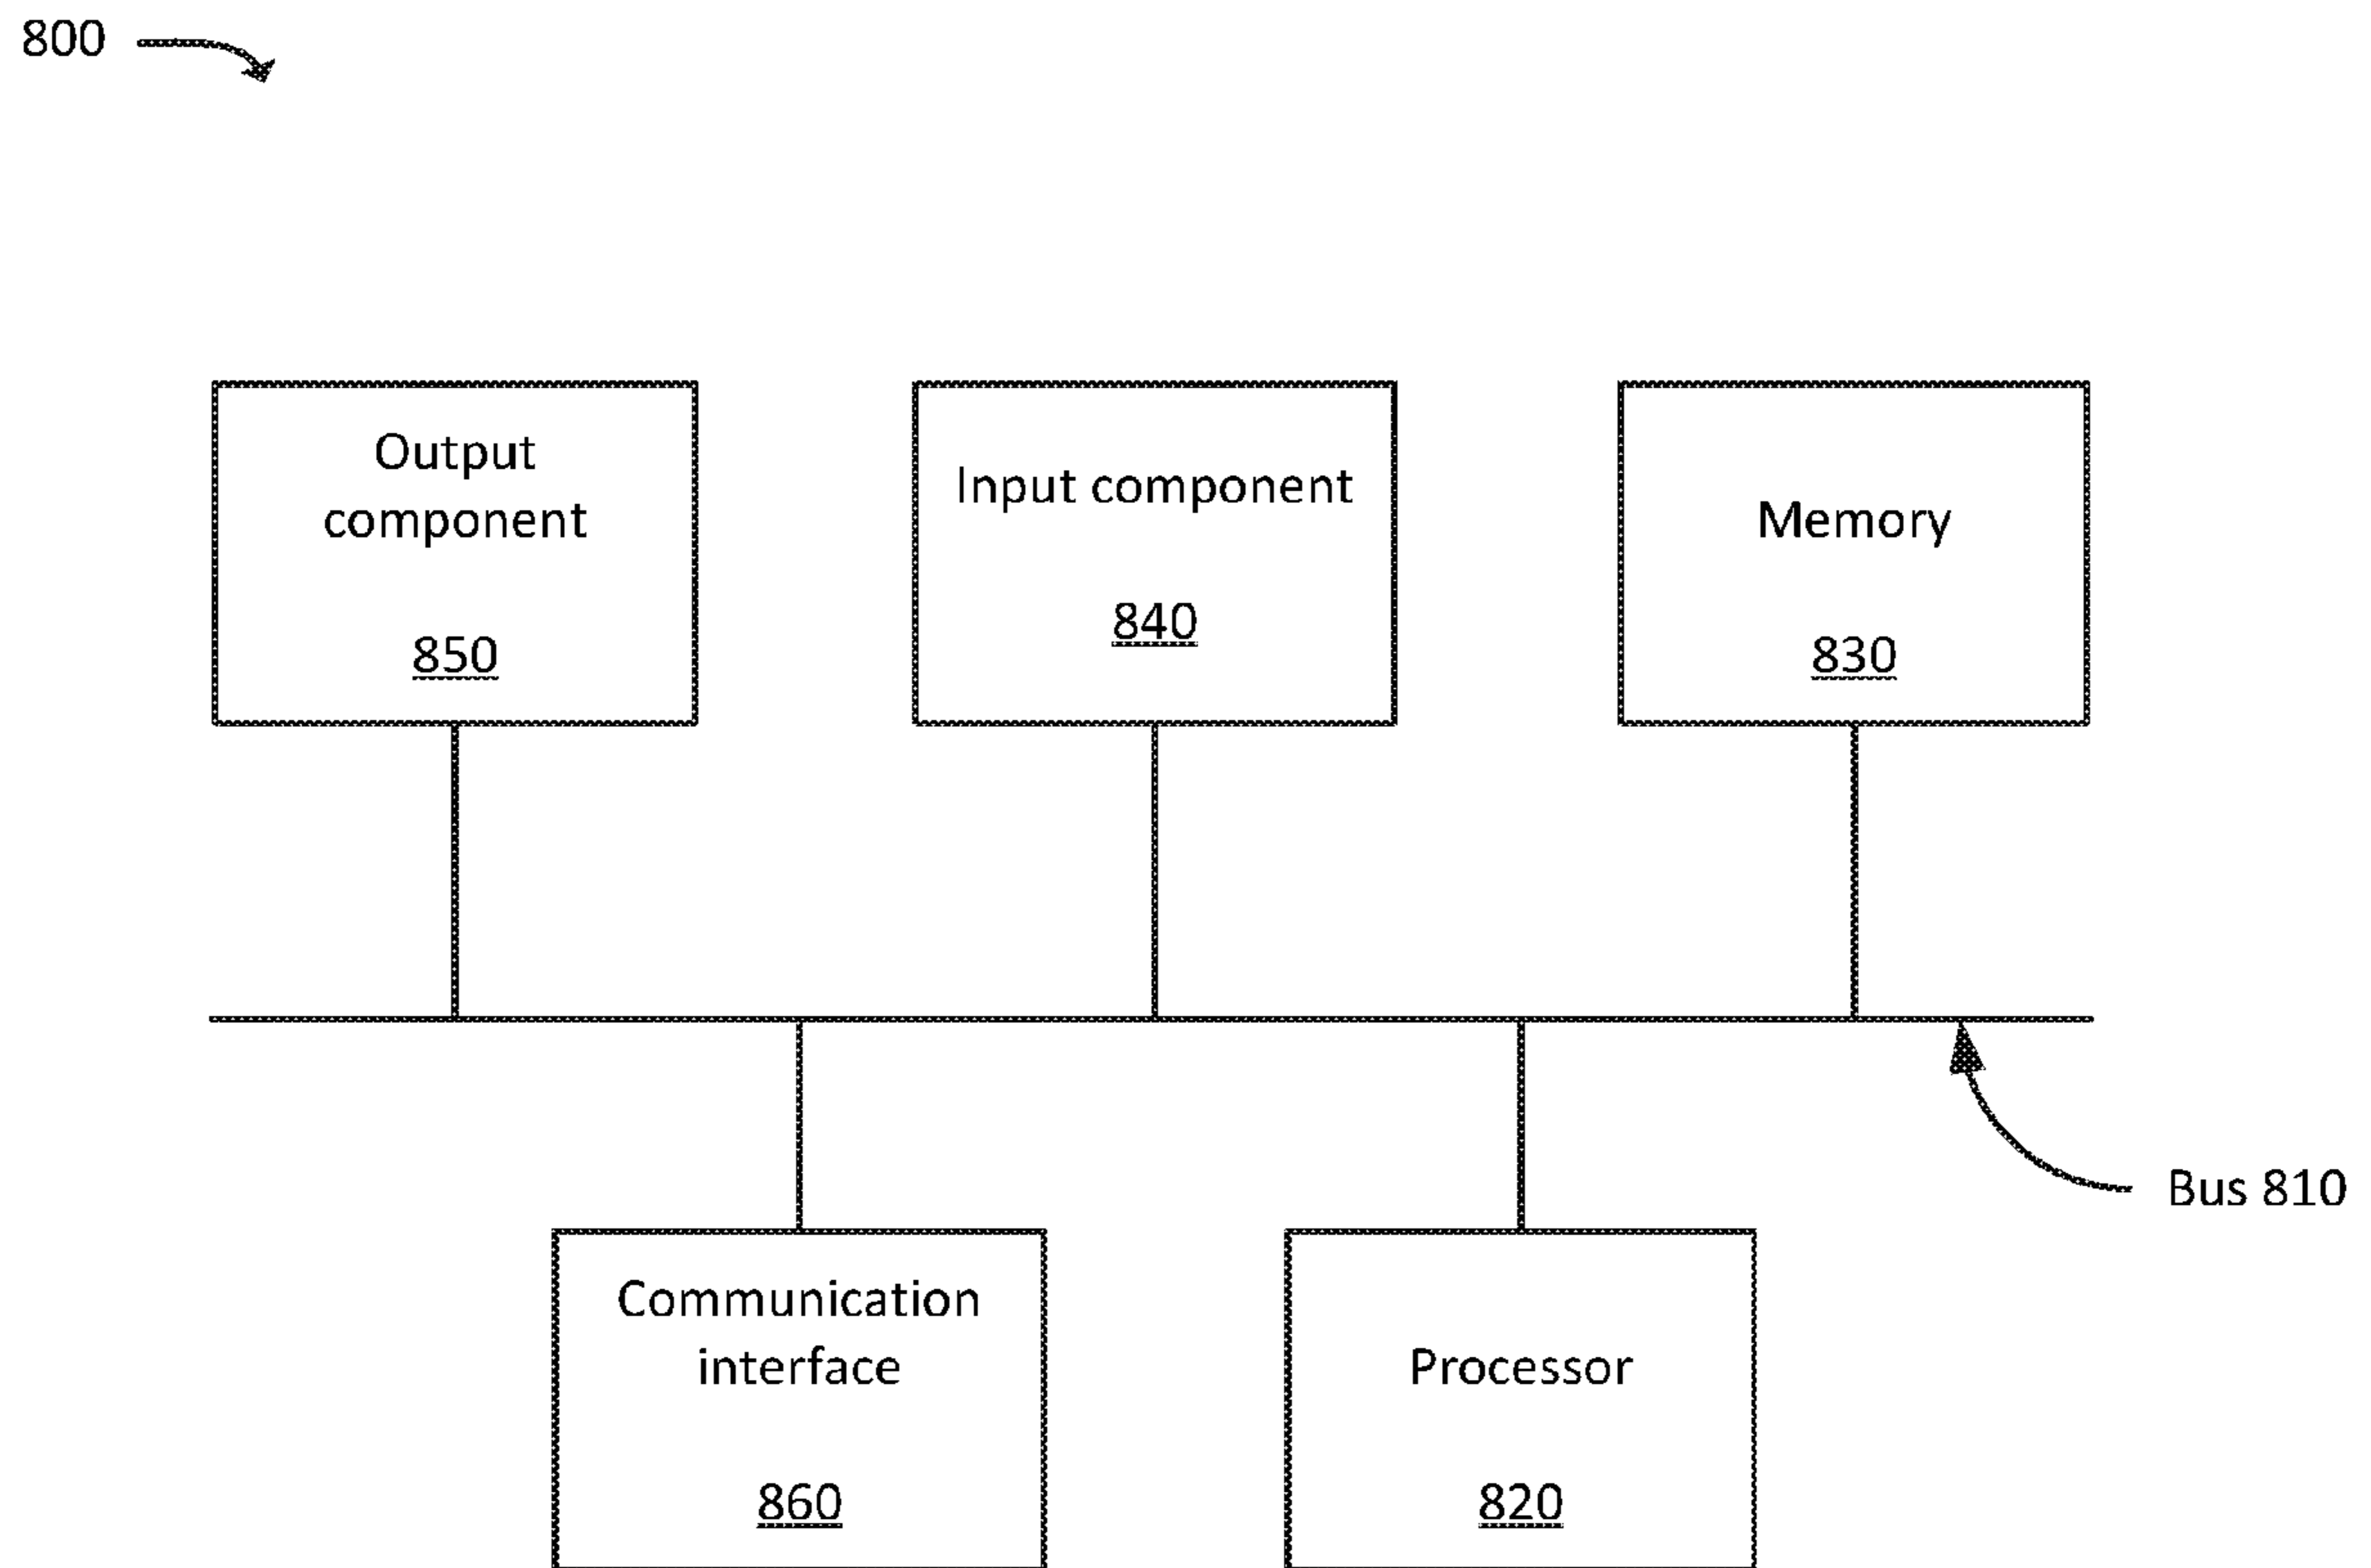 800
Output
component
850
Input component
840
Memory
830
Bus 810
Communication
interface
860
Processor
820